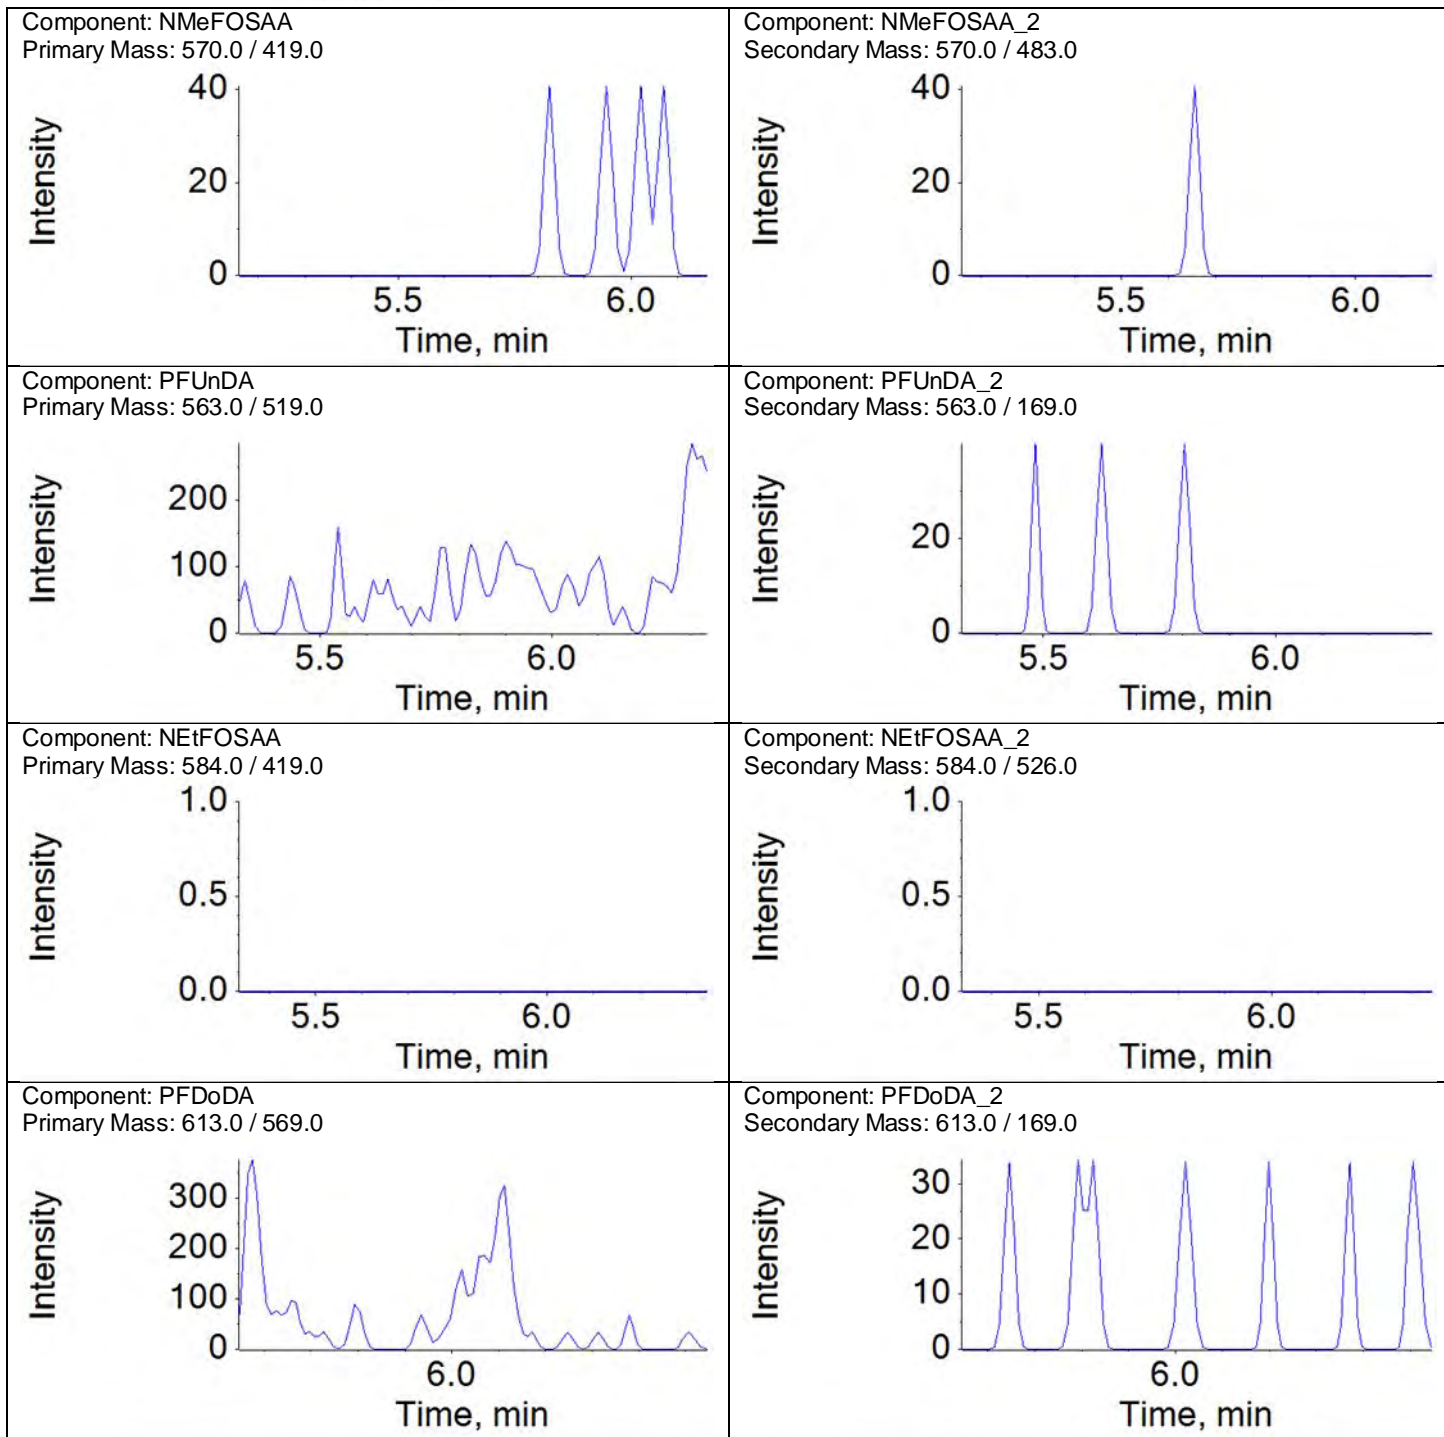 Component: NMeFOSAA
Primary Mass: 570.0 / 419.0
40
20
0
Intensity
5.5
6.0
Time, min
Component: NMeFOSAA_2
Secondary Mass: 570.0 / 483.0
40
20
0
Intensity
5.5
6.0
Time, min
Component: PFUnDA
Primary Mass: 563.0 / 519.0
200
100
0
Intensity
5.5
6.0
Time, min
Component: PFUnDA_2
Secondary Mass: 563.0 / 169.0
20
0
Intensity
5.5
6.0
Time, min
Component: NEtFOSAA
Primary Mass: 584.0 / 419.0
1.0
0.5
0.0
Intensity
5.5
6.0
Time, min
Component: NEtFOSAA_2
Secondary Mass: 584.0 / 526.0
1.0
0.5
0.0
Intensity
5.5
6.0
Time, min
Component: PFDoDA
Primary Mass: 613.0 / 569.0
300
200
100
0
Intensity
6.0
Time, min
Component: PFDoDA_2
Secondary Mass: 613.0 / 169.0
30
20
10
0
Intensity
6.0
Time, min